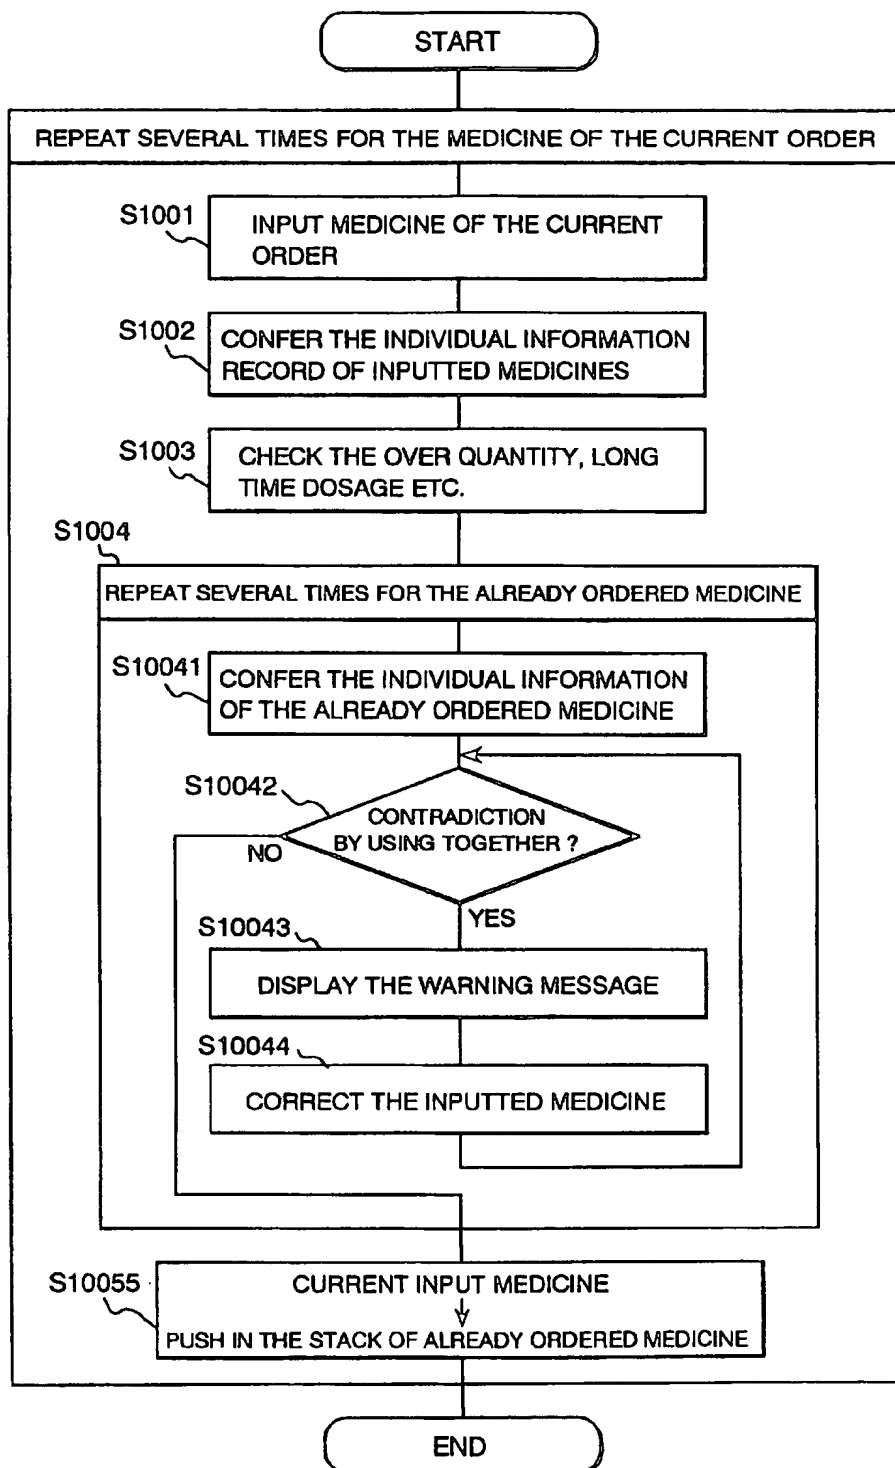 START
REPEAT SEVERAL TIMES FOR THE MEDICINE OF THE CURRENT ORDER
S1001
INPUT MEDICINE OF THE CURRENT
ORDER
S1002
CONFER THE INDIVIDUAL INFORMATION
RECORD OF INPUTTED MEDICINES
S1003
CHECK THE OVER QUANTITY, LONG
TIME DOSAGE ETC.
S1004
REPEAT SEVERAL TIMES FOR THE ALREADY ORDERED MEDICINE
S10041
CONFER THE INDIVIDUAL INFORMATION
OF THE ALREADY ORDERED MEDICINE
S10042
CONTRADICTION
BY USING TOGETHER ?
NO
YES
S10043
DISPLAY THE WARNING MESSAGE
S10044
CORRECT THE INPUTTED MEDICINE
S10055
CURRENT INPUT MEDICINE
PUSH IN THE STACK OF ALREADY ORDERED MEDICINE
END